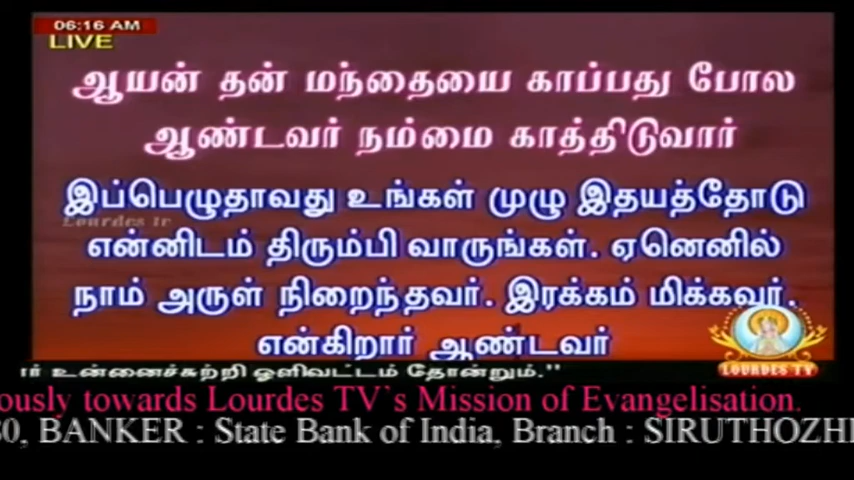 06:16 AM
LIVE
ஆயன் தன் மந்தையை காப்பது போல
ஆண்டவர் நம்மை காத்திடுவார்
இப்பெழுதாவது உங்கள் முழு இதயத்தோடு
Lourdes tv
என்னிடம் திரும்பி வாருங்கள். ஏனெனில்
நாம் அருள் நிறைந்தவர். இரக்கம் மிக்கவர்.
என்கிறார் ஆண்டவர்
LOURDES TV
ர் உன்னைச்சுற்றி ஒளிவட்டம் தோன்றும்."
ously towards Lourdes TV`s Mission of Evangelisation.
60, BANKER : State Bank of India, Branch : SIRUTHOZH